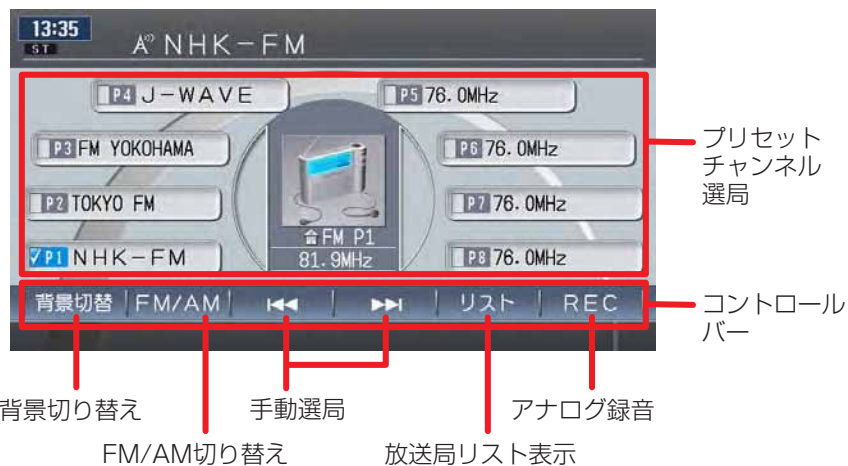 13:35
ST
A NHK-FM
P4 J-WAVE
P5 76.0MHz
P3 FM YOKOHAMA
P6 76.0MHz
P2 TOKYO FM
P7 76.0MHz
P1 NHK-FM
FM P1
81.9MHz
P8 76.0MHz
プリセット
チャンネル
選局
背景切替 FM/AM リスト REC
コントロール
バー
背景切り替え
手動選局
アナログ録音
FM/AM切り替え
放送局リスト表示